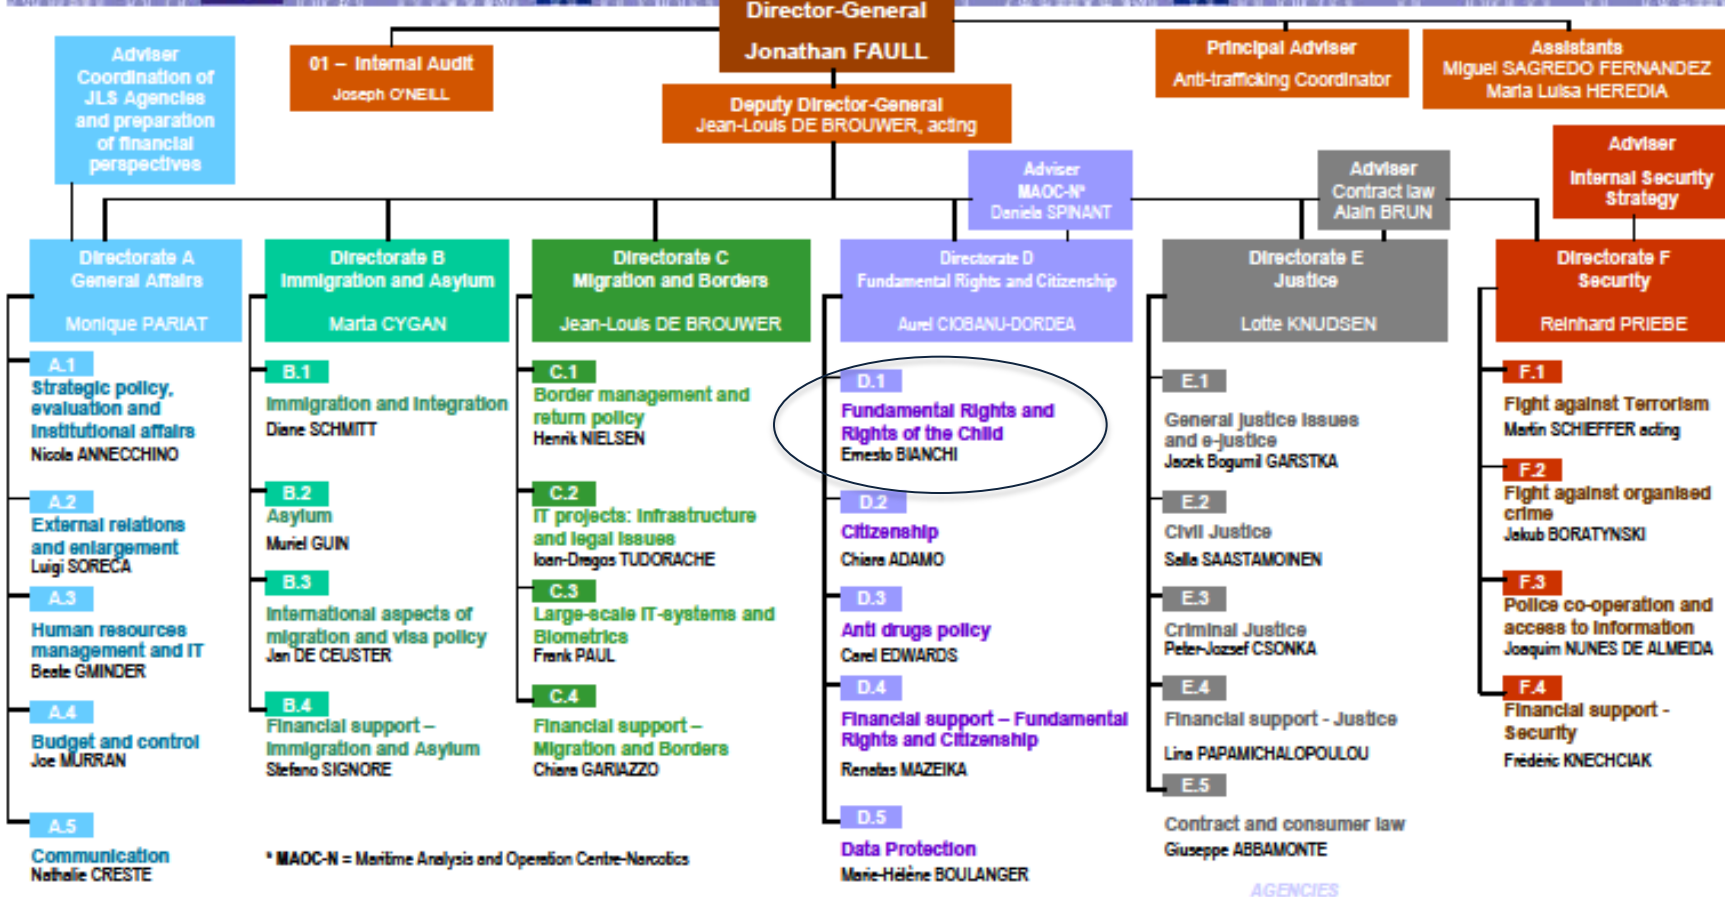 Director-General
Jonathan FAULL
Adviser
Coordination of
JLS Agencies
and preparation
of financial
perspectives
01 – Internal Audit
Joseph O'NEILL
Principal Adviser
Anti-trafficking Coordinator
Assistants
Miguel SAGREDO FERNANDEZ
Maria Luisa HEREDIA
Deputy Director-General
Jean-Louis DE BROUWER, acting
Adviser
MAOC-N*
Daniela SPINANT
Adviser
Contract law
Alain BRUN
Adviser
Internal Security
Strategy
Directorate A
General Affairs
Monique PARIAT
A.1
Strategic policy,
evaluation and
institutional affairs
Nicola ANNECCHINO
A.2
External relations
and enlargement
Luigi SORECA
A.3
Human resources
management and IT
Beate GMINDER
A.4
Budget and control
Joe MURRAN
A.5
Communication
Nathalie CRESTE
Directorate B
Immigration and Asylum
Marta CYGAN
B.1
Immigration and Integration
Diane SCHMITT
B.2
Asylum
Muriel GUIN
B.3
International aspects of
migration and visa policy
Jan DE CEUSTER
B.4
Financial support –
Immigration and Asylum
Stefano SIGNORE
Directorate C
Migration and Borders
Jean-Louis DE BROUWER
C.1
Border management and
return policy
Henrik NIELSEN
C.2
IT projects: infrastructure
and legal issues
Ioan-Dragos TUDORACHE
C.3
Large-scale IT-systems and
Biometrics
Frank PAUL
C.4
Financial support –
Migration and Borders
Chiara GARIAZZO
Directorate D
Fundamental Rights and Citizenship
Aurel CIOBANU-DORDEA
D.1
Fundamental Rights and
Rights of the Child
Ernesto BIANCHI
D.2
Citizenship
Chiara ADAMO
D.3
Anti drugs policy
Carel EDWARDS
D.4
Financial support – Fundamental
Rights and Citizenship
Renatas MAZEIKA
D.5
Data Protection
Marie-Hélène BOULANGER
Directorate E
Justice
Lotte KNUDSEN
E.1
General justice issues
and e-justice
Jacek Bogumil GARSTKA
E.2
Civil Justice
Salla SAASTAMOINEN
E.3
Criminal Justice
Peter-Jozsef CSONKA
E.4
Financial support - Justice
Lina PAPAMICHALOPOULOU
E.5
Contract and consumer law
Giuseppe ABBAMONTE
Directorate F
Security
Reinhard PRIEBE
F.1
Fight against Terrorism
Martin SCHIEFFER acting
F.2
Fight against organised
crime
Jakub BORATYNSKI
F.3
Police co-operation and
access to information
Joaquim NUNES DE ALMEIDA
F.4
Financial support -
Security
Frédéric KNECHCIAK
* MAOC-N = Maritime Analysis and Operation Centre-Narcotics
AGENCIES